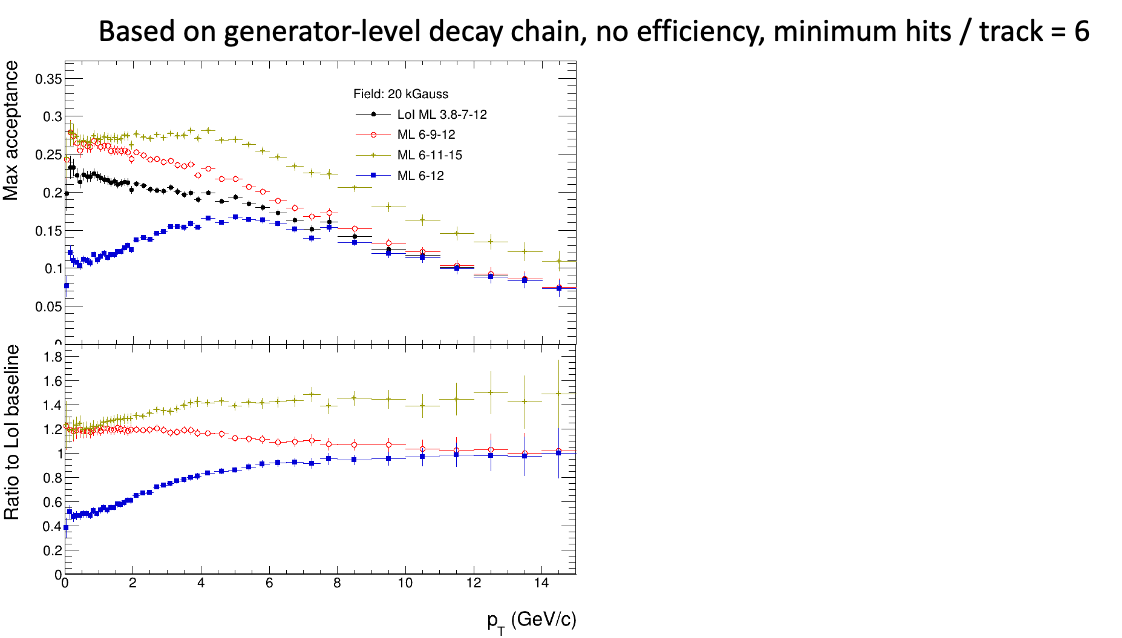 Based on generator-level decay chain, no efficiency, minimum hits / track = 6
Max acceptance
0.35
0.3
0.25
0.2
0.15
0.1
0.05
0
Field: 20 kGauss
LoI ML 3.8-7-12
ML 6-9-12
ML 6-11-15
ML 6-12
Ratio to LoI baseline
1.8
1.6
1.4
1.2
1
0.8
0.6
0.4
0.2
0
0 2 4 6 8 10 12 14
pT (GeV/c)